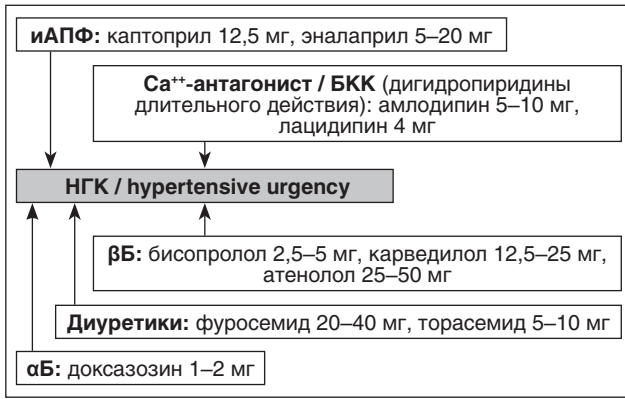 иАПФ: каптоприл 12,5 мг, эналаприл 5–20 мг
Ca⁺⁺-антагонист / БКК (дигидропиридины
длительного действия): амлодипин 5–10 мг,
лацидипин 4 мг
НГК / hypertensive urgency
βБ: бисопролол 2,5–5 мг, карведилол 12,5–25 мг,
атенолол 25–50 мг
Диуретики: фуросемид 20–40 мг, торасемид 5–10 мг
αБ: доксазозин 1–2 мг